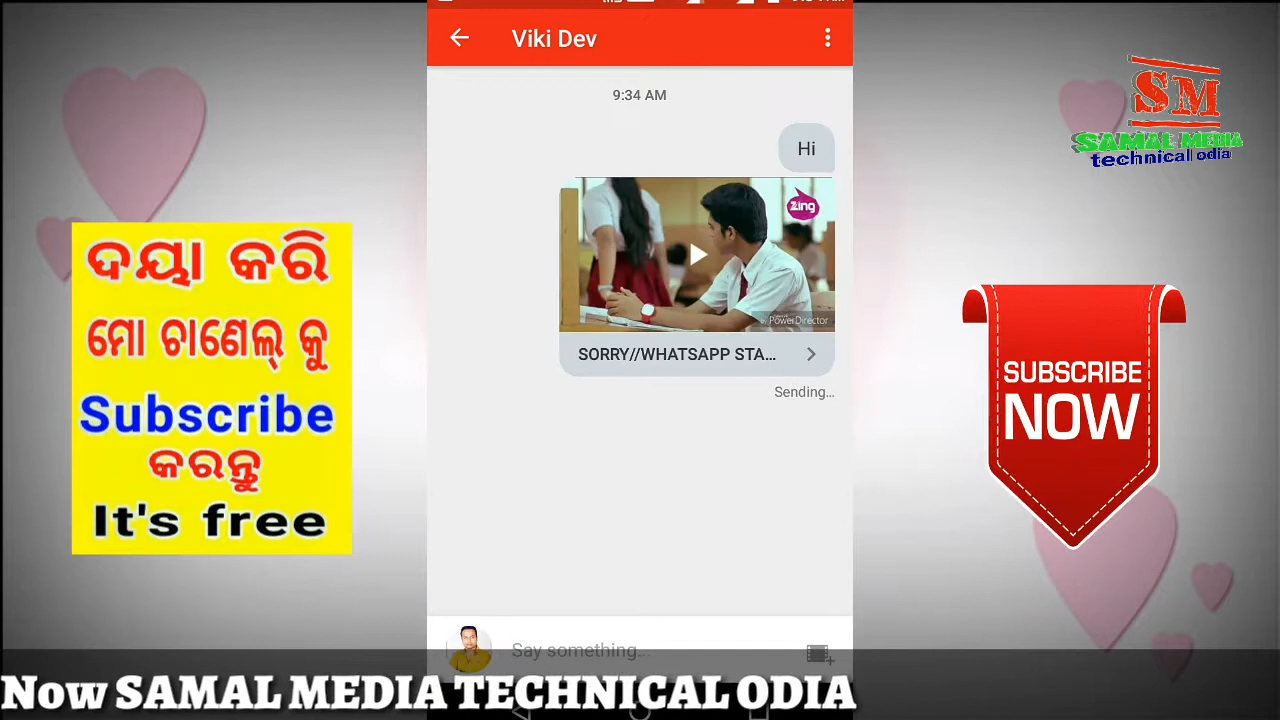 Viki Dev
9:34 AM
Hi
zing
by PowerDirector
SORRY//WHATSAPP STA...
Sending...
Say something...
ଦୟା କରି
ମୋ ଚାଣେଲ୍ କୁ
Subscribe
କରନ୍ତୁ
It's free
SM
SAMAL MEDIA
technical odia
SUBSCRIBE
NOW
Now SAMAL MEDIA TECHNICAL ODIA